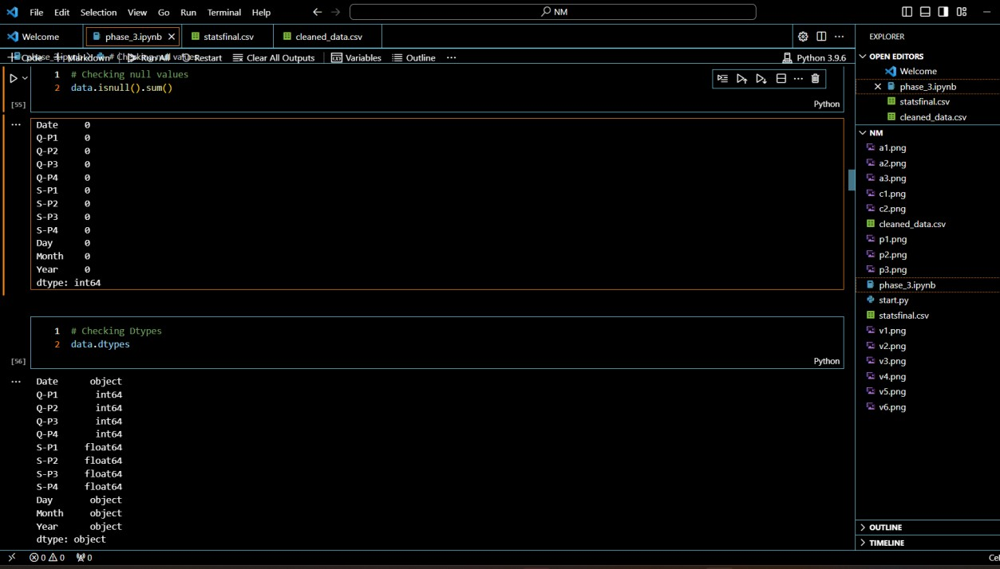 File Edit Selection View Go Run Terminal Help NM
Welcome phase_3.ipynb statsfinal.csv cleaned_data.csv
Code Markdown Run All Restart Clear All Outputs Variables Outline ... Python 3.9.6
phase_3.ipynb # Checking null values
1 # Checking null values
2 data.isnull().sum()
[55] Python
Date 0
Q-P1 0
Q-P2 0
Q-P3 0
Q-P4 0
S-P1 0
S-P2 0
S-P3 0
S-P4 0
Day 0
Month 0
Year 0
dtype: int64
1 # Checking Dtypes
2 data.dtypes
[56] Python
Date object
Q-P1 int64
Q-P2 int64
Q-P3 int64
Q-P4 int64
S-P1 float64
S-P2 float64
S-P3 float64
S-P4 float64
Day object
Month object
Year object
dtype: object
EXPLORER
OPEN EDITORS
Welcome
phase_3.ipynb
statsfinal.csv
cleaned_data.csv
NM
a1.png
a2.png
a3.png
c1.png
c2.png
cleaned_data.csv
p1.png
p2.png
p3.png
phase_3.ipynb
start.py
statsfinal.csv
v1.png
v2.png
v3.png
v4.png
v5.png
v6.png
OUTLINE
TIMELINE
0 0 0 Cel